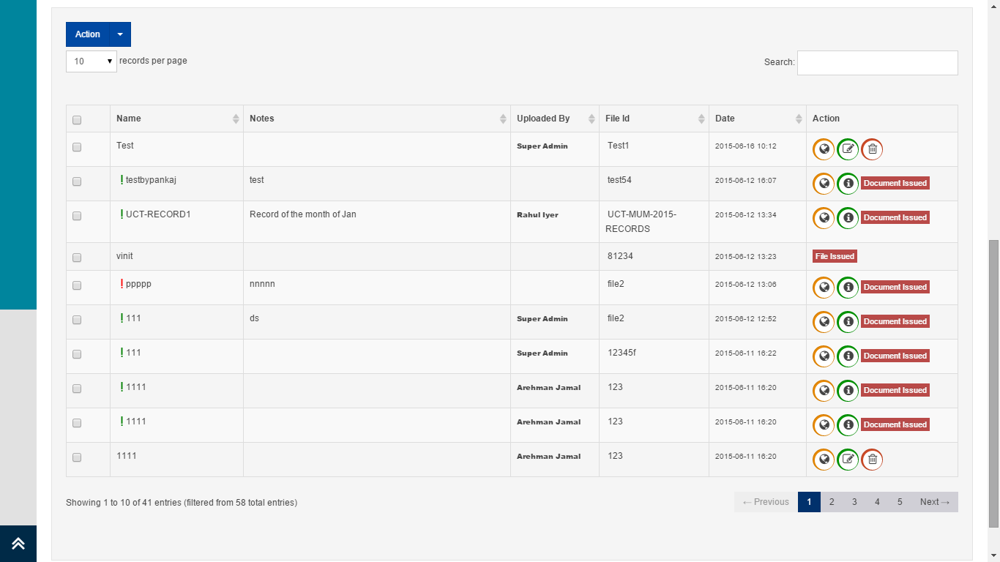 Action
10 records per page
Search:
Name Notes Uploaded By File Id Date Action
Test Super Admin Test1 2015-06-16 10:12
! testbypankaj test test54 2015-06-12 16:07 Document Issued
! UCT-RECORD1 Record of the month of Jan Rahul Iyer UCT-MUM-2015- 2015-06-12 13:34 Document Issued
RECORDS
vinit 81234 2015-06-12 13:23 File Issued
! ppppp nnnnn file2 2015-06-12 13:06 Document Issued
! 111 ds Super Admin file2 2015-06-12 12:52 Document Issued
! 111 Super Admin 12345f 2015-06-11 16:22 Document Issued
! 1111 Arehman Jamal 123 2015-06-11 16:20 Document Issued
! 1111 Arehman Jamal 123 2015-06-11 16:20 Document Issued
1111 Arehman Jamal 123 2015-06-11 16:20
Showing 1 to 10 of 41 entries (filtered from 58 total entries)
← Previous 1 2 3 4 5 Next →